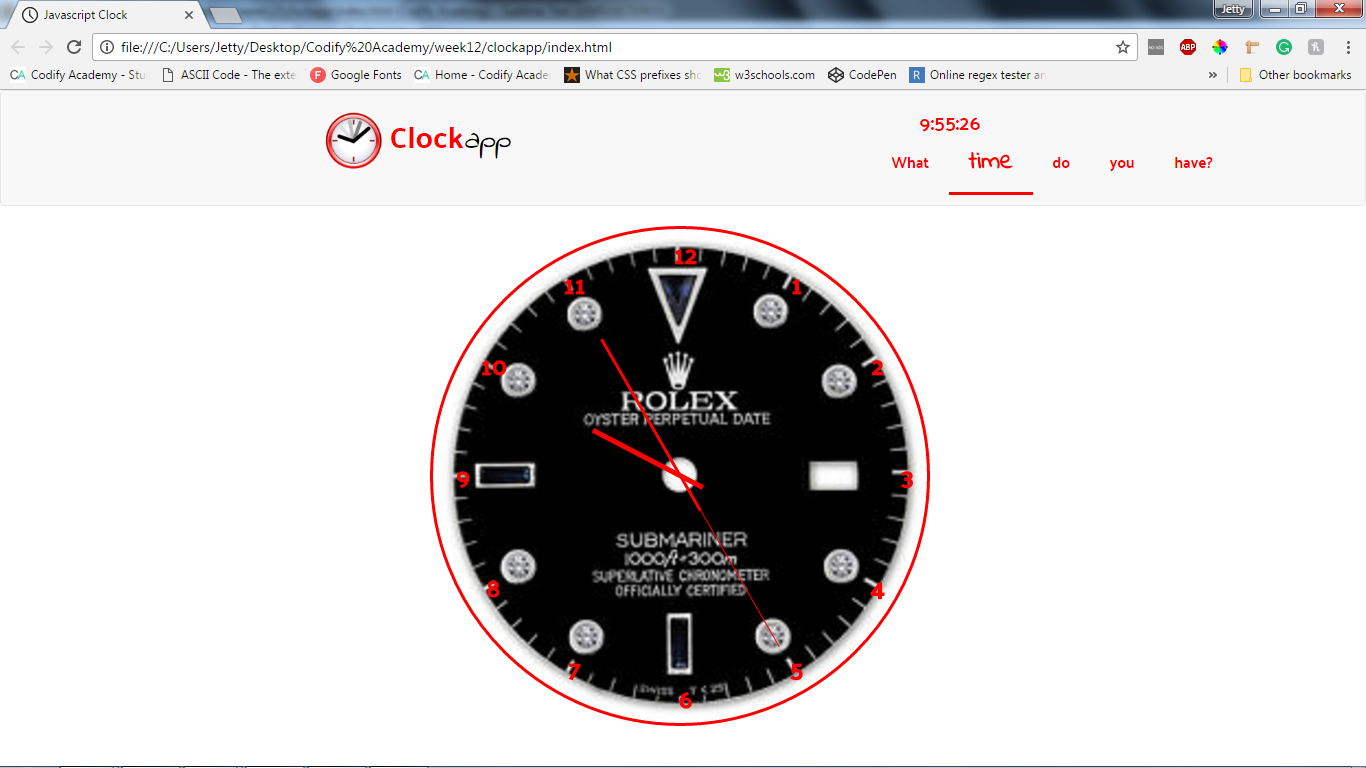 Javascript Clock
Jetty
file:///C:/Users/Jetty/Desktop/Codify%20Academy/week12/clockapp/index.html
ABP
CA Codify Academy - Stu
ASCII Code - The exte
F Google Fonts
CA Home - Codify Acade
What CSS prefixes sho
w3schools.com
CodePen
R Online regex tester an
»
Other bookmarks
Clockapp
9:55:26
What time do you have?
12
11
1
10
2
ROLEX
OYSTER PERPETUAL DATE
9
3
SUBMARINER
1000ft=300m
SUPERLATIVE CHRONOMETER
OFFICIALLY CERTIFIED
8
4
7
5
SWISS T<25
6